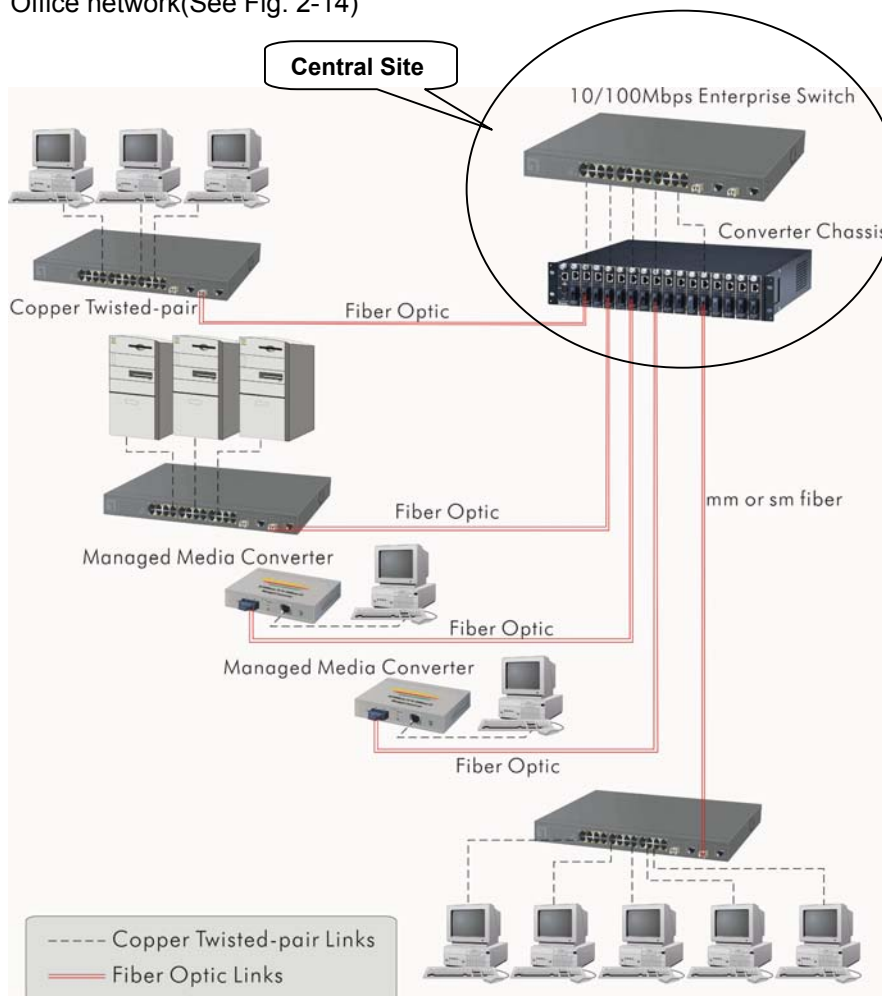 Office network(See Fig. 2-14)
Central Site
10/100Mbps Enterprise Switch
Converter Chassis
Copper Twisted-pair
Fiber Optic
Fiber Optic
mm or sm fiber
Managed Media Converter
Fiber Optic
Managed Media Converter
Fiber Optic
Copper Twisted-pair Links
Fiber Optic Links